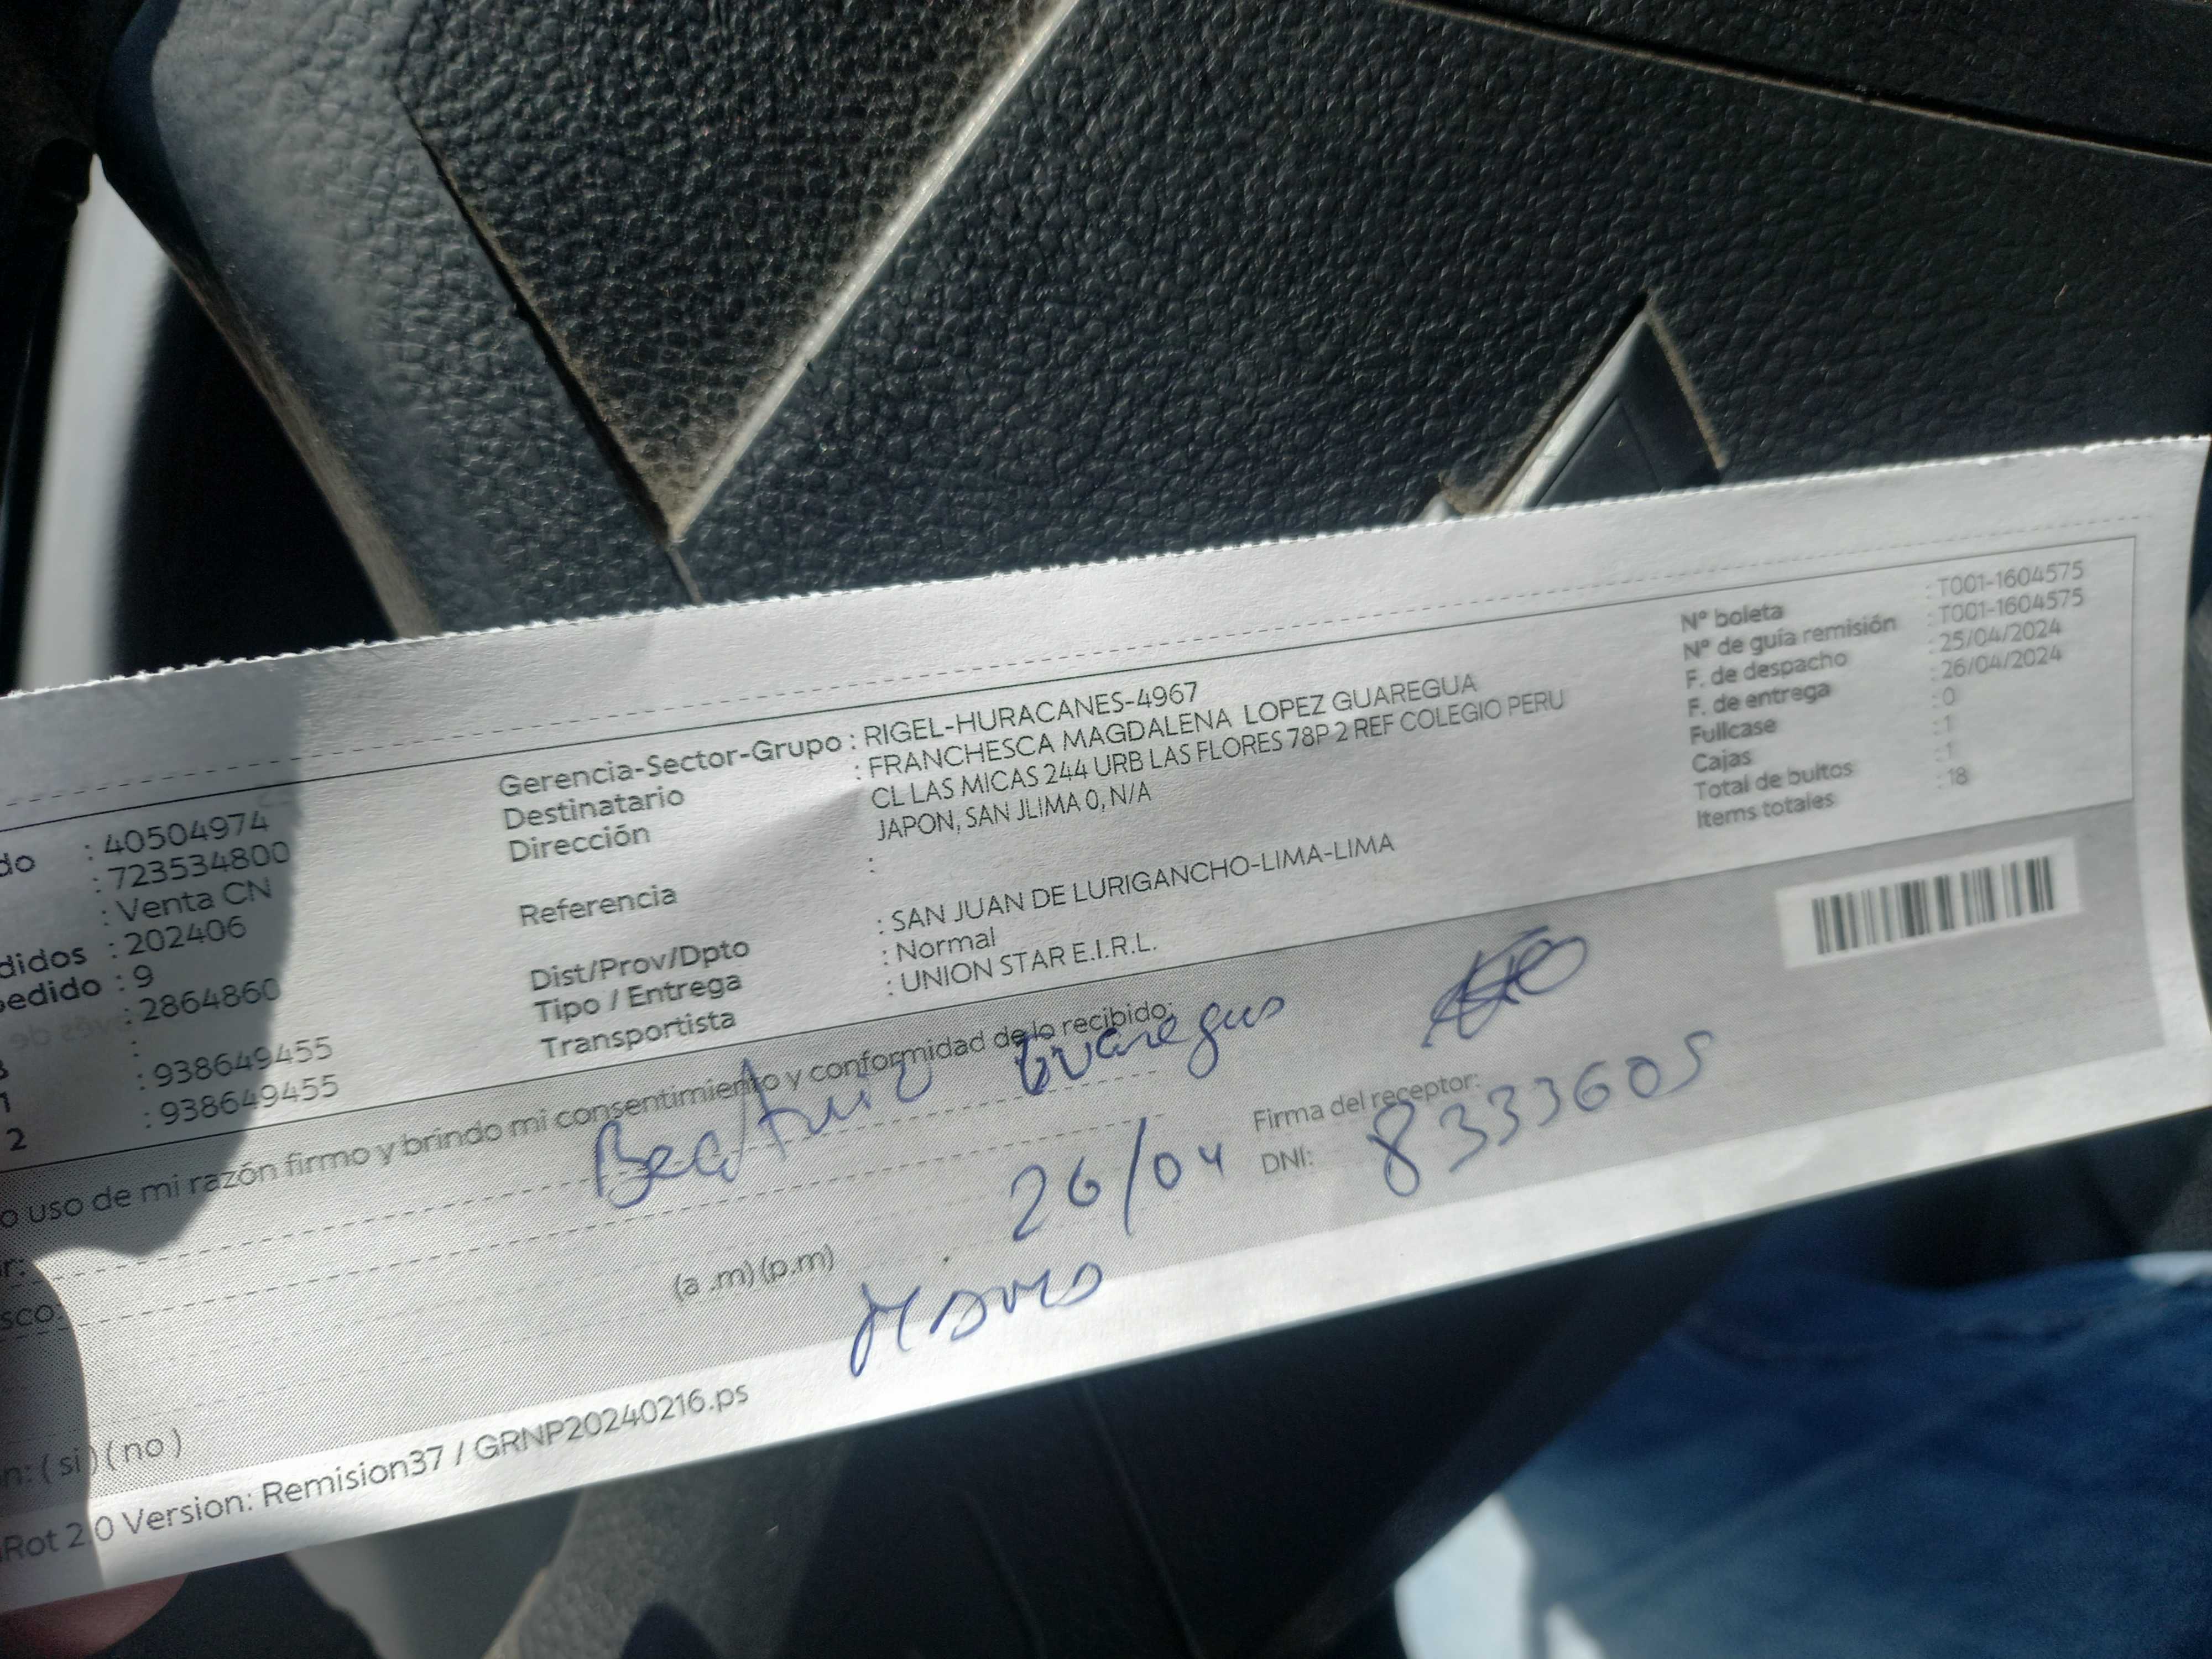 do : 40504974
: 723534800
: Venta CN
didos : 202406
pedido : 9
: 2864860
:
1 : 938649455
2 : 938649455
Gerencia-Sector-Grupo : RIGEL-HURACANES-4967
Destinatario : FRANCHESCA MAGDALENA LOPEZ GUAREGUA
Dirección CL LAS MICAS 244 URB LAS FLORES 78P 2 REF COLEGIO PERU
JAPON, SAN JLIMA 0, N/A
Referencia :
Dist/Prov/Dpto : SAN JUAN DE LURIGANCHO-LIMA-LIMA
Tipo / Entrega : Normal
Transportista : UNION STAR E.I.R.L.
N° boleta : T001-1604575
N° de guía remisión : T001-1604575
F. de despacho : 25/04/2024
F. de entrega : 26/04/2024
Fullcase : 0
Cajas : 1
Total de bultos : 1
Items totales : 18
o uso de mi razón firmo y brindo mi consentimiento y conformidad de lo recibido:
Beatriz Guaregua
r:
sco:
(a .m) (p.m)
26/04
Firma del receptor:
DNI: 8333605
n: ( si ) ( no )
Rot 2.0 Version: Remision37 / GRNP20240216.ps